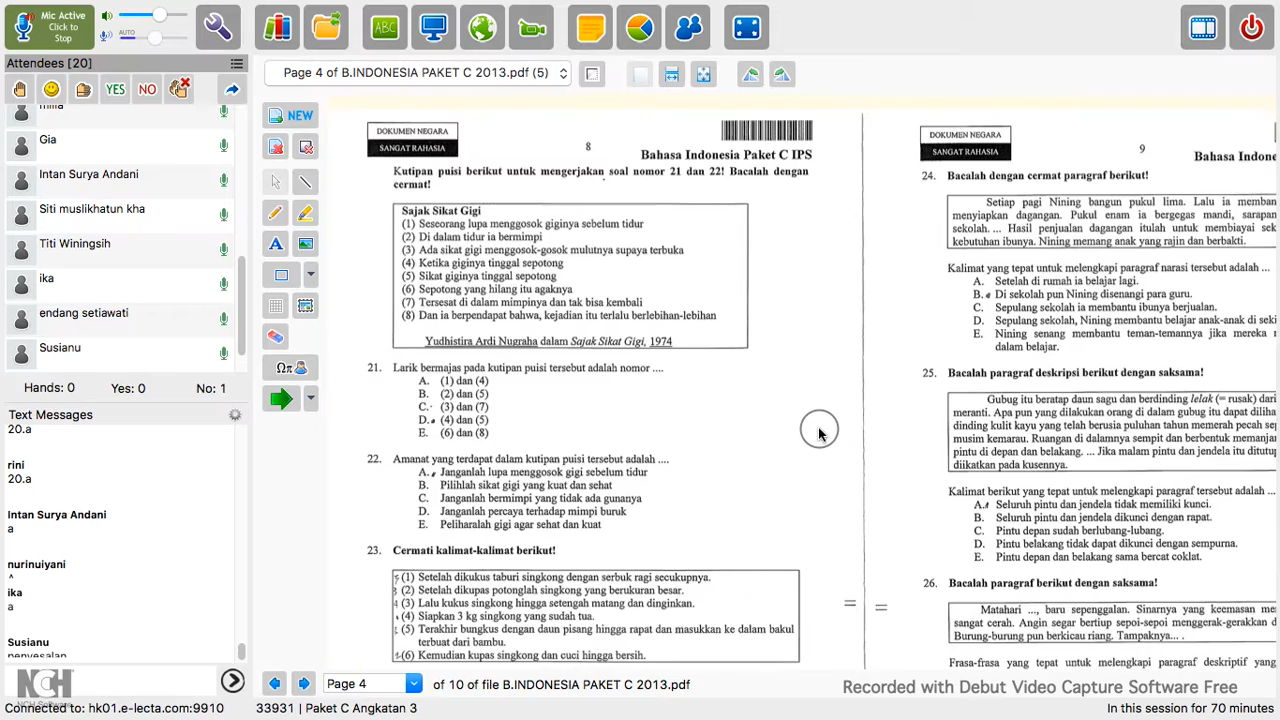 Mic Active
Click to
Stop
AUTO
ABC
Attendees [20]
YES
NO
Gia
Intan Surya Andani
Siti muslikhatun kha
Titi Winingsih
ika
endang setiawati
Susianu
Hands: 0
Yes: 0
No: 1
Text Messages
20.a
rini
20.a
Intan Surya Andani
a
nurinuiyani
^
ika
a
Susianu
penyesalan
NCH
NCH Software
Connected to: hk01.e-lecta.com:9910
Page 4 of B.INDONESIA PAKET C 2013.pdf (5)
NEW
A
Ωπ
DOKUMEN NEGARA
SANGAT RAHASIA
8
Bahasa Indonesia Paket C IPS
Kutipan puisi berikut untuk mengerjakan soal nomor 21 dan 22! Bacalah dengan
cermat!
Sajak Sikat Gigi
(1) Seseorang lupa menggosok giginya sebelum tidur
(2) Di dalam tidur ia bermimpi
(3) Ada sikat gigi menggosok-gosok mulutnya supaya terbuka
(4) Ketika giginya tinggal sepotong
(5) Sikat giginya tinggal sepotong
(6) Sepotong yang hilang itu agaknya
(7) Tersesat di dalam mimpinya dan tak bisa kembali
(8) Dan ia berpendapat bahwa, kejadian itu terlalu berlebihan-lebihan
Yudhistira Ardi Nugraha dalam Sajak Sikat Gigi, 1974
21. Larik bermajas pada kutipan puisi tersebut adalah nomor ....
A. (1) dan (4)
B. (2) dan (5)
C. (3) dan (7)
D. (4) dan (5)
E. (6) dan (8)
22. Amanat yang terdapat dalam kutipan puisi tersebut adalah ....
A. Janganlah lupa menggosok gigi sebelum tidur
B. Pilihlah sikat gigi yang kuat dan sehat
C. Janganlah bermimpi yang tidak ada gunanya
D. Janganlah percaya terhadap mimpi buruk
E. Peliharalah gigi agar sehat dan kuat
23. Cermati kalimat-kalimat berikut!
(1) Setelah dikukus taburi singkong dengan serbuk ragi secukupnya.
(2) Setelah dikupas potonglah singkong yang berukuran besar.
(3) Lalu kukus singkong hingga setengah matang dan dinginkan.
(4) Siapkan 3 kg singkong yang sudah tua.
(5) Terakhir bungkus dengan daun pisang hingga rapat dan masukkan ke dalam bakul
terbuat dari bambu.
(6) Kemudian kupas singkong dan cuci hingga bersih.
DOKUMEN NEGARA
SANGAT RAHASIA
9
Bahasa Indone
24. Bacalah dengan cermat paragraf berikut!
Setiap pagi Nining bangun pukul lima. Lalu ia memban
menyiapkan dagangan. Pukul enam ia bergegas mandi, sarapan
sekolah. ... Hasil penjualan dagangan itulah untuk membiayai sek
kebutuhan ibunya. Nining memang anak yang rajin dan berbakti.
Kalimat yang tepat untuk melengkapi paragraf narasi tersebut adalah ...
A. Setelah di rumah ia belajar lagi.
B. Di sekolah pun Nining disenangi para guru.
C. Sepulang sekolah ia membantu ibunya berjualan.
D. Sepulang sekolah, Nining membantu belajar anak-anak di seki
E. Nining senang membantu teman-temannya jika mereka
dalam belajar.
25. Bacalah paragraf deskripsi berikut dengan saksama!
Gubug itu beratap daun sagu dan berdinding lelak (= rusak) dari
meranti. Apa pun yang dilakukan orang di dalam gubug itu dapat diliha
dinding kulit kayu yang telah berusia puluhan tahun memerah pecah se
musim kemarau. Ruangan di dalamnya sempit dan berbentuk memanjan
pintu di depan dan belakang. ... Jika malam pintu dan jendela itu ditutu
diikatkan pada kusennya.
Kalimat berikut yang tepat untuk melengkapi paragraf tersebut adalah ...
A. Seluruh pintu dan jendela tidak memiliki kunci.
B. Seluruh pintu dan jendela dikunci dengan rapat.
C. Pintu depan sudah berlubang-lubang.
D. Pintu belakang tidak dapat dikunci dengan sempurna.
E. Pintu depan dan belakang sama bercat coklat.
26. Bacalah paragraf berikut dengan saksama!
Matahari ..., baru sepenggalan. Sinarnya yang keemasan me
sangat cerah. Angin segar bertiup sepoi-sepoi menggerak-gerakkan d
Burung-burung pun berkicau riang. Tampaknya... .
Frasa-frasa yang tepat untuk melengkapi paragraf deskriptif yang
Page 4
of 10 of file B.INDONESIA PAKET C 2013.pdf
Recorded with Debut Video Capture Software Free
33931 | Paket C Angkatan 3
In this session for 70 minutes